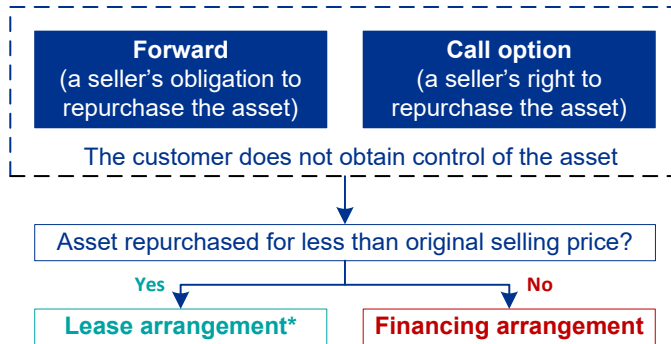 Forward
(a seller's obligation to
repurchase the asset)
Call option
(a seller's right to
repurchase the asset)
The customer does not obtain control of the asset
Asset repurchased for less than original selling price?
Yes
No
Lease arrangement*
Financing arrangement